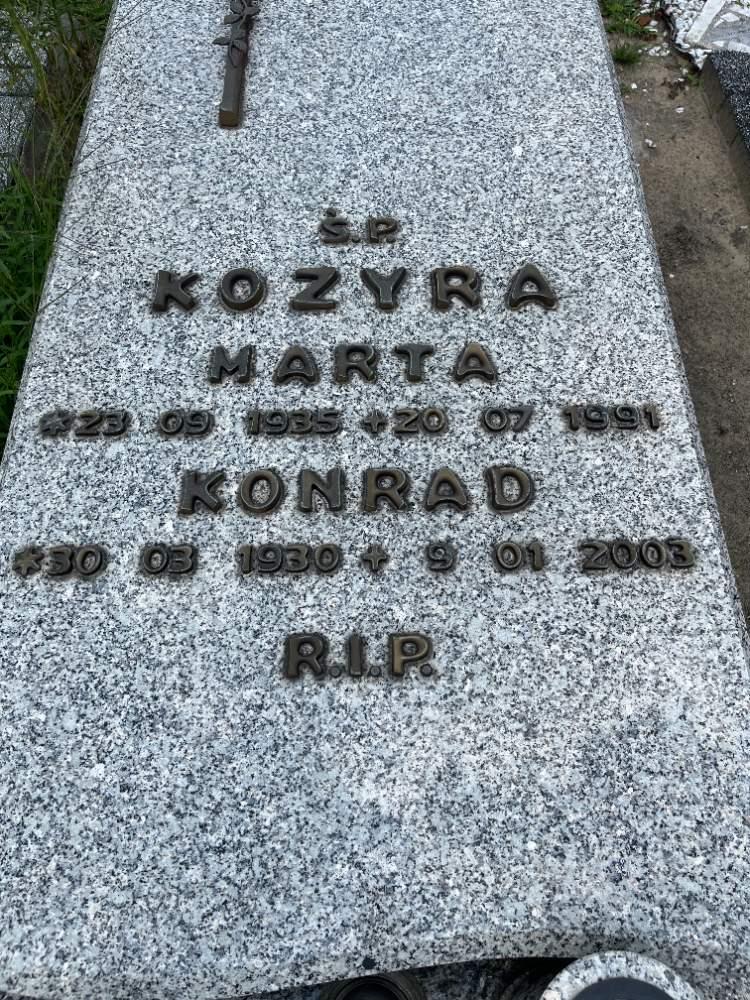 Ś.P.
KOZYRA
MARTA
*23 09 1935 +20 07 1991
KONRAD
*30 03 1930 + 9 01 2003
R.I.P.